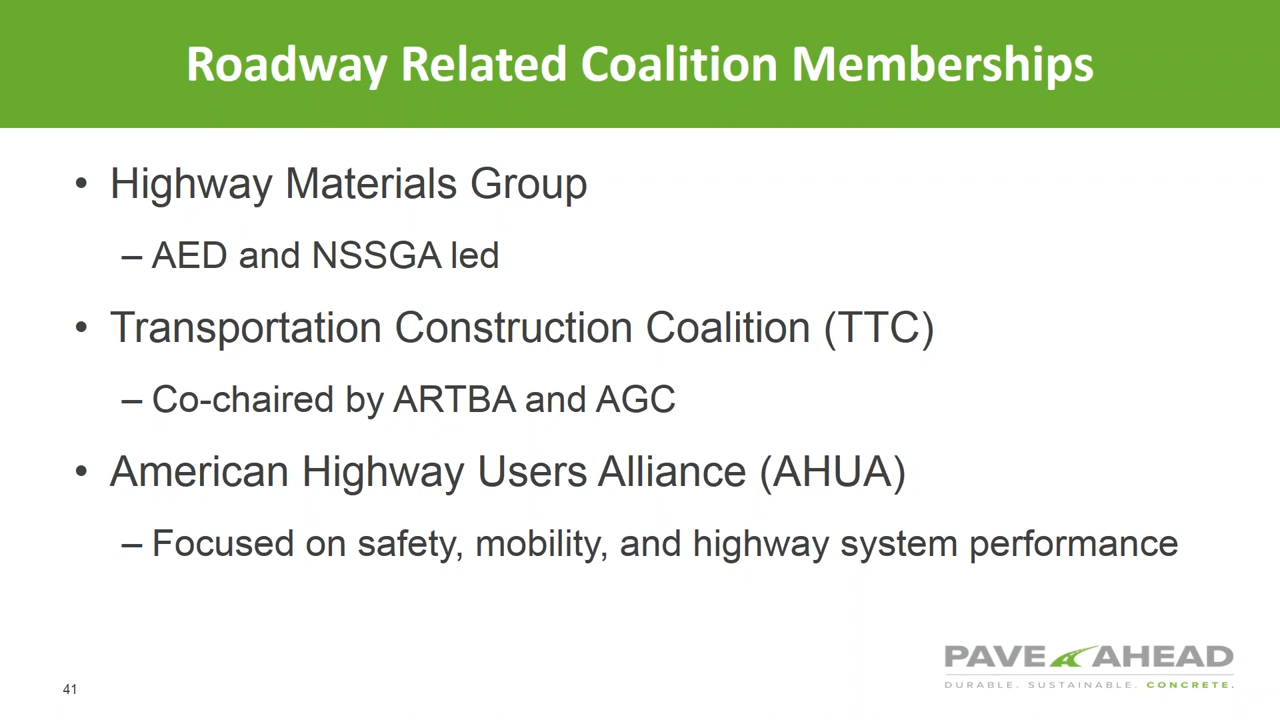 Roadway Related Coalition Memberships
• Highway Materials Group
– AED and NSSGA led
• Transportation Construction Coalition (TTC)
– Co-chaired by ARTBA and AGC
• American Highway Users Alliance (AHUA)
– Focused on safety, mobility, and highway system performance
PAVE AHEAD
DURABLE. SUSTAINABLE. CONCRETE.
41